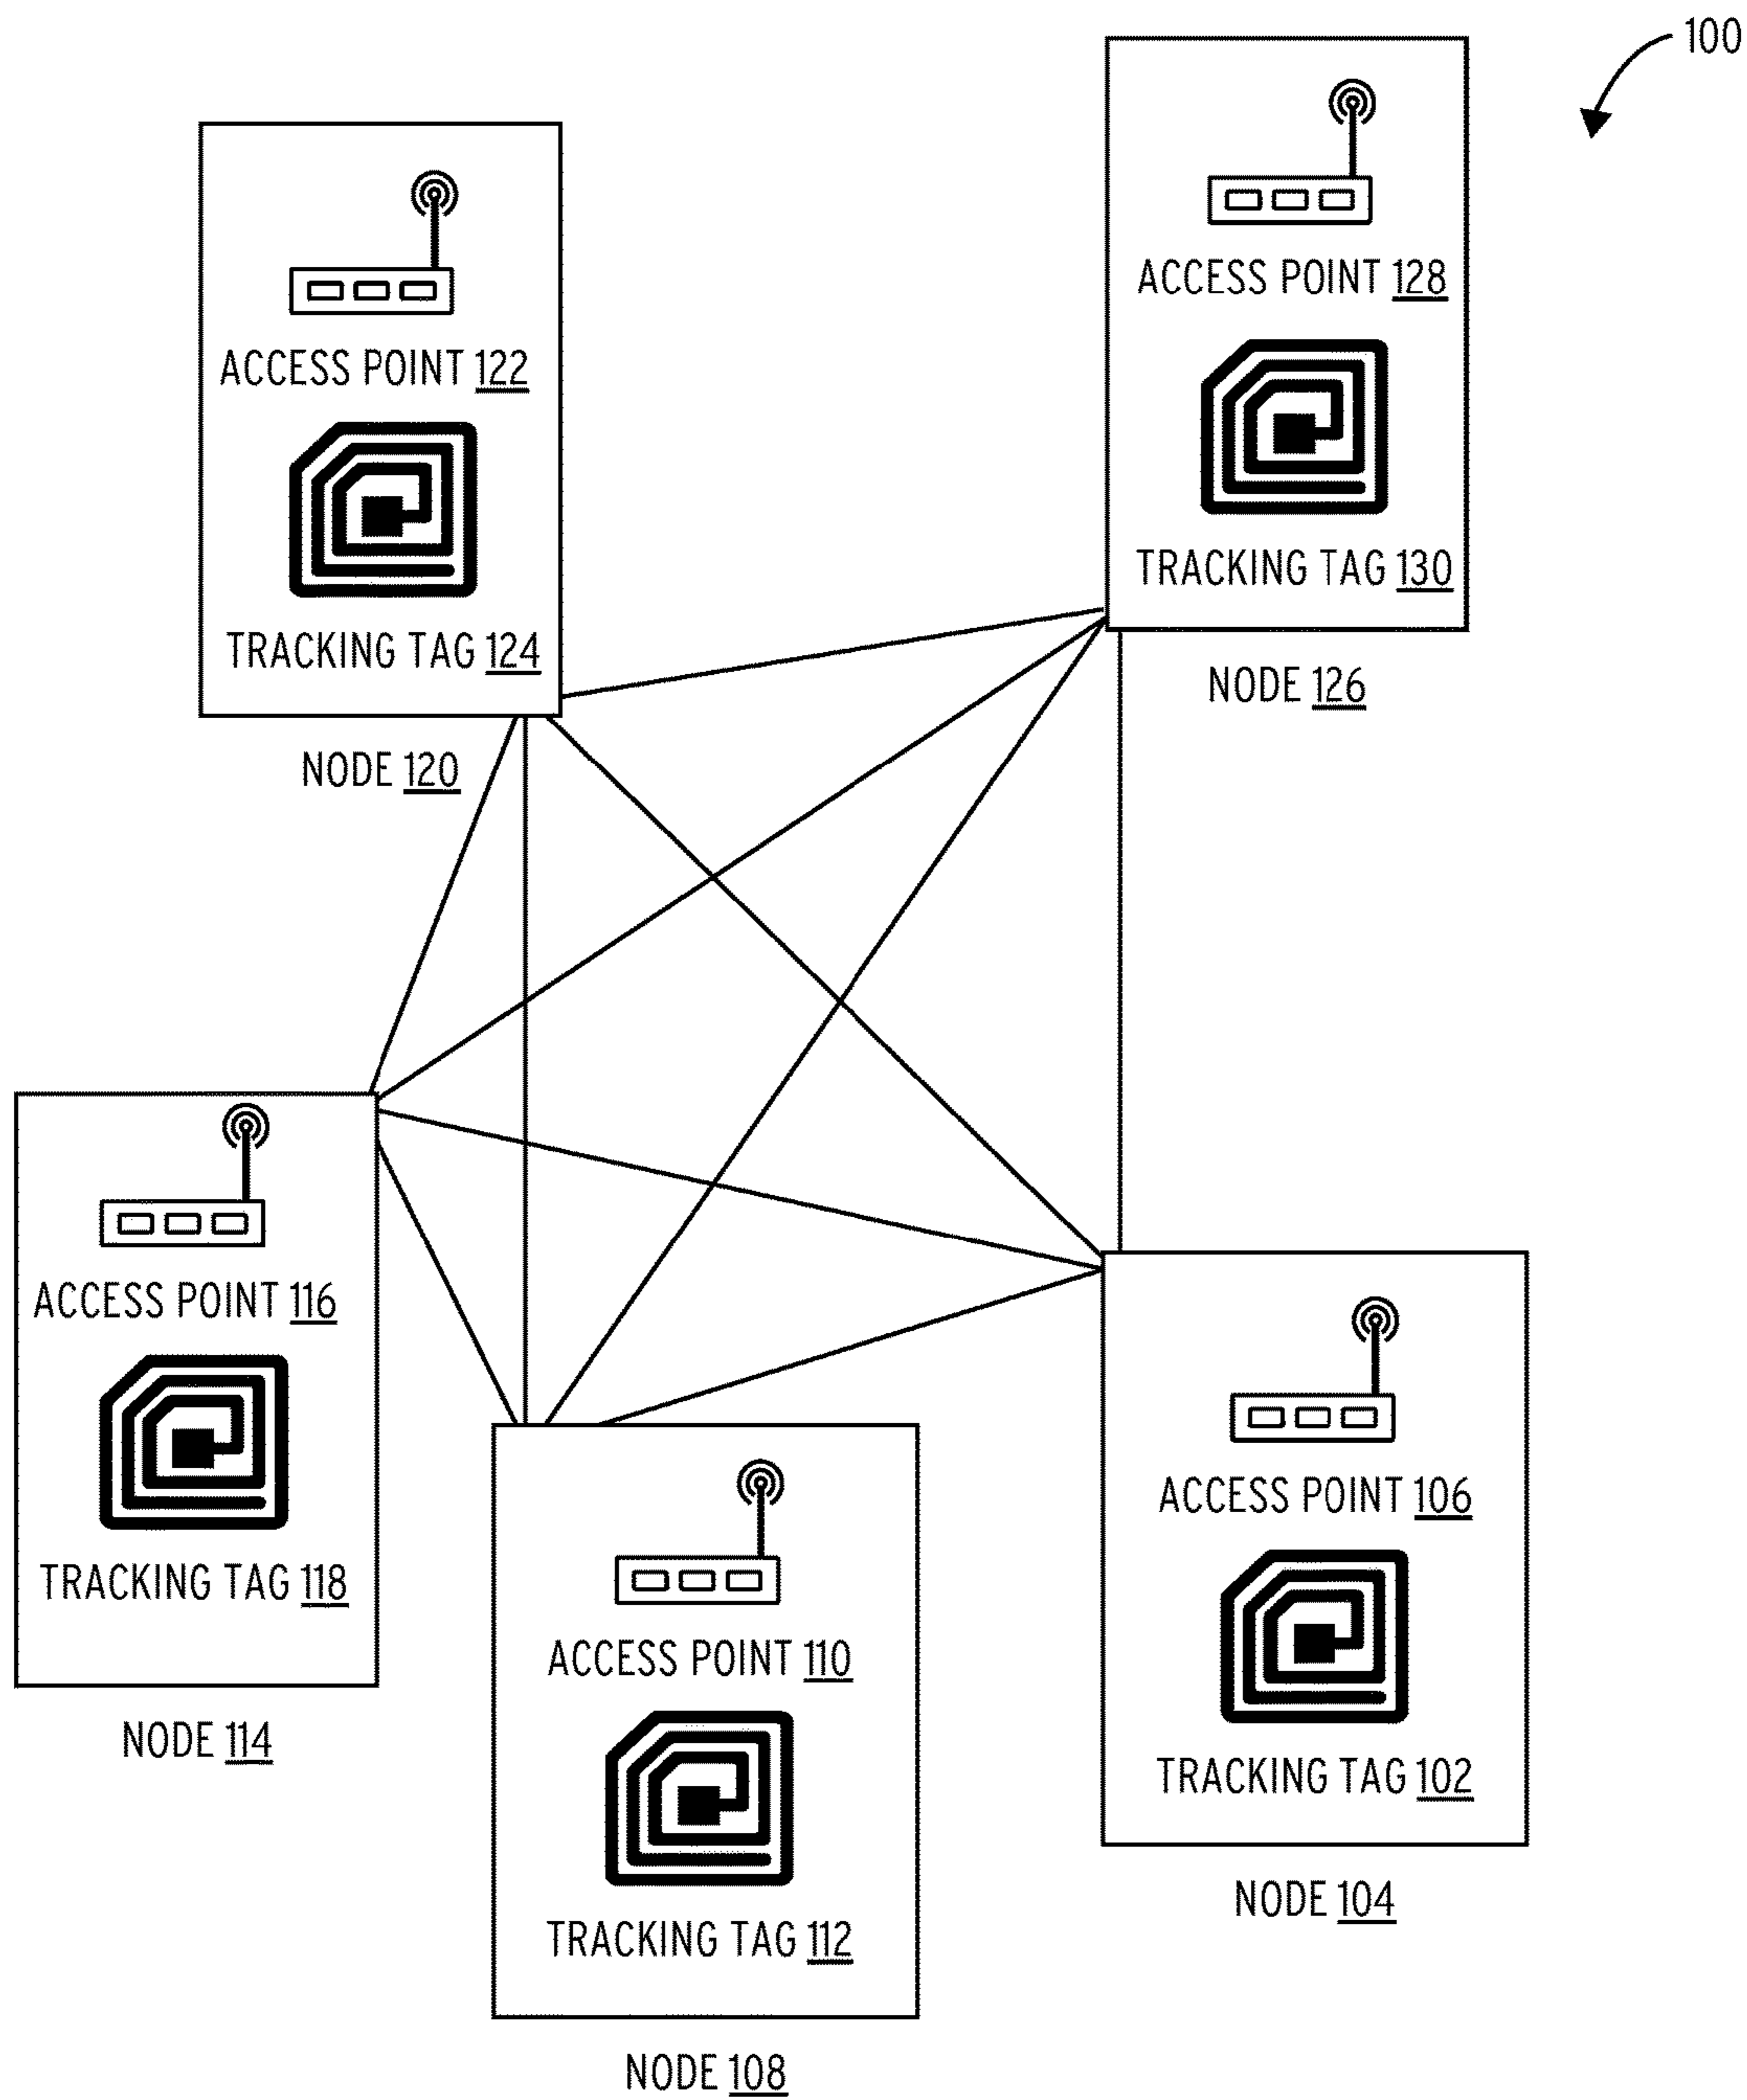 100
ACCESS POINT 128
TRACKING TAG 130
NODE 126
ACCESS POINT 122
TRACKING TAG 124
NODE 120
ACCESS POINT 116
TRACKING TAG 118
NODE 114
ACCESS POINT 106
TRACKING TAG 102
NODE 104
ACCESS POINT 110
TRACKING TAG 112
NODE 108